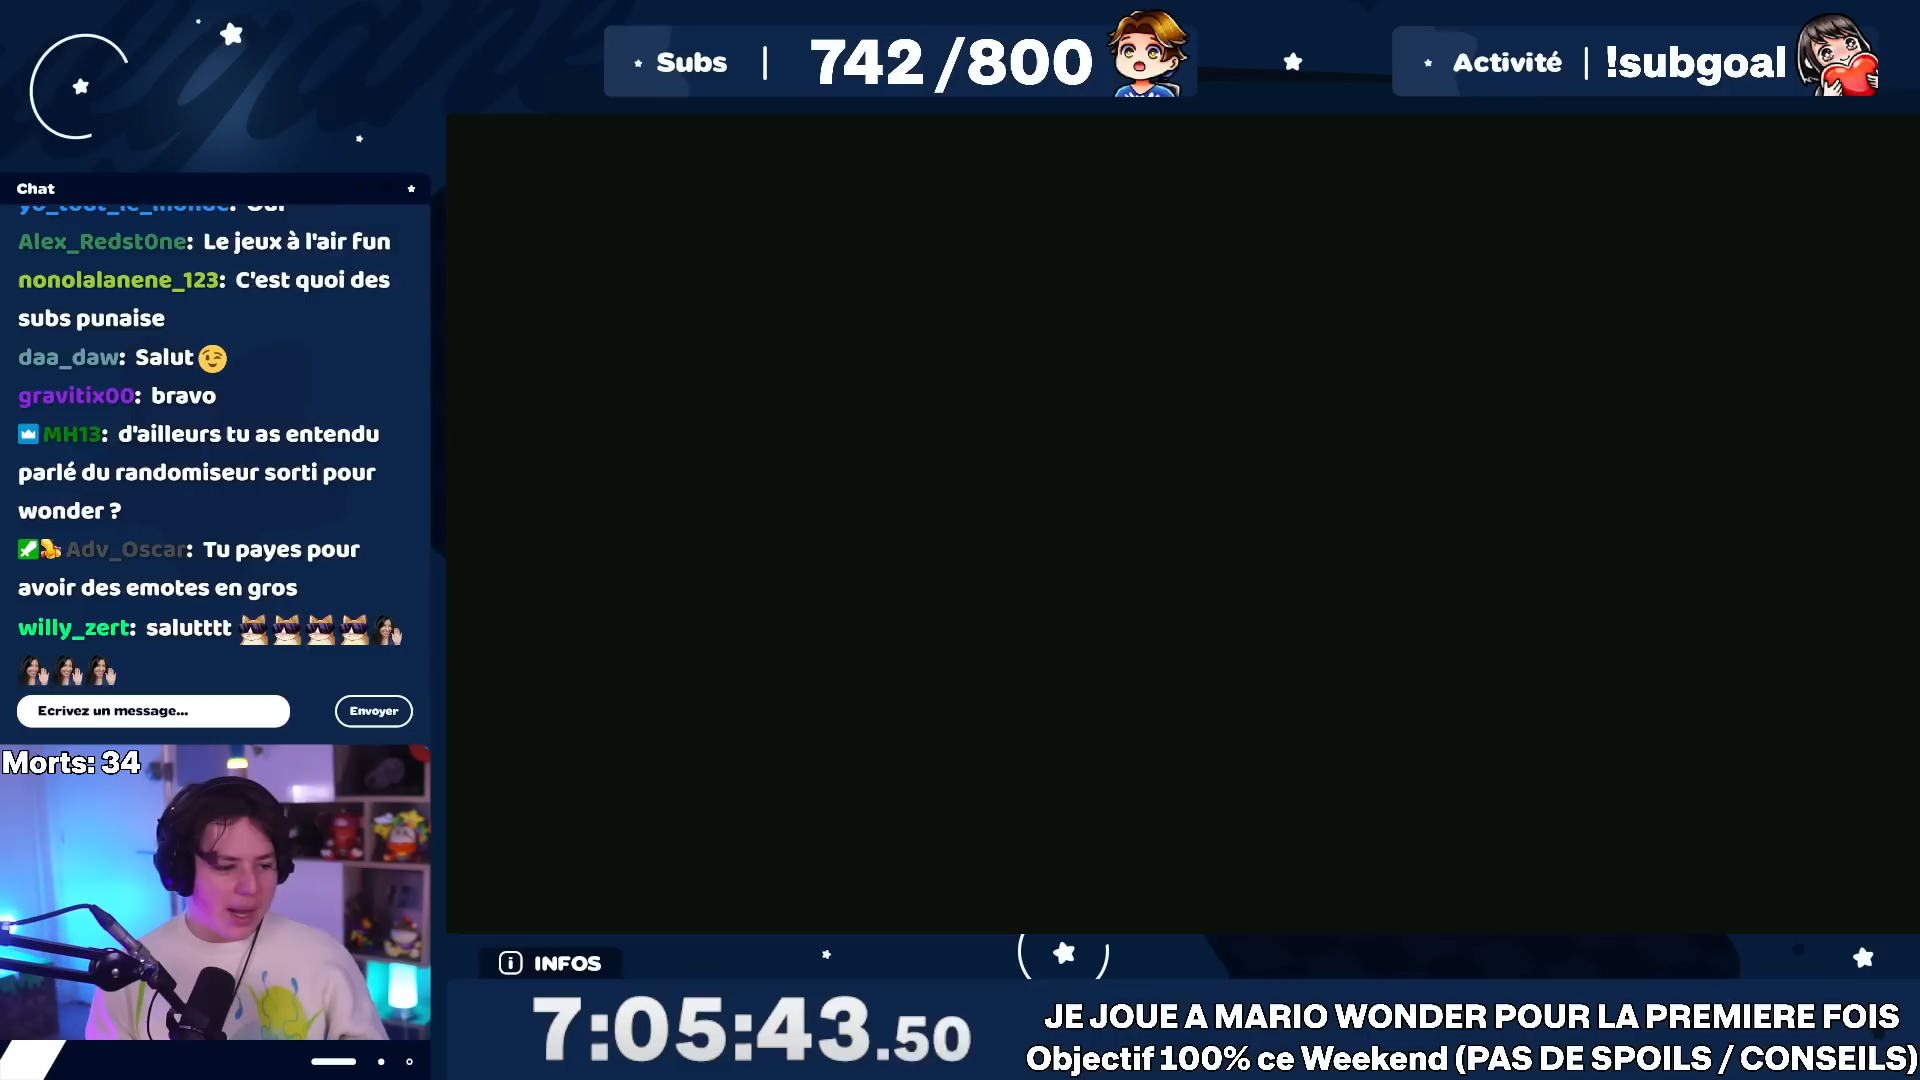 Subs | 742 /800
Activité | !subgoal
Chat
yo_tout_le_monde: Oui
Alex_Redst0ne: Le jeux à l'air fun
nonolalanene_123: C'est quoi des
subs punaise
daa_daw: Salut
gravitix00: bravo
MH13: d'ailleurs tu as entendu
parlé du randomiseur sorti pour
wonder ?
Adv_Oscar: Tu payes pour
avoir des emotes en gros
willy_zert: salutttt
Ecrivez un message...
Envoyer
Morts: 34
INFOS
7:05:43.50
JE JOUE A MARIO WONDER POUR LA PREMIERE FOIS
Objectif 100% ce Weekend (PAS DE SPOILS / CONSEILS)